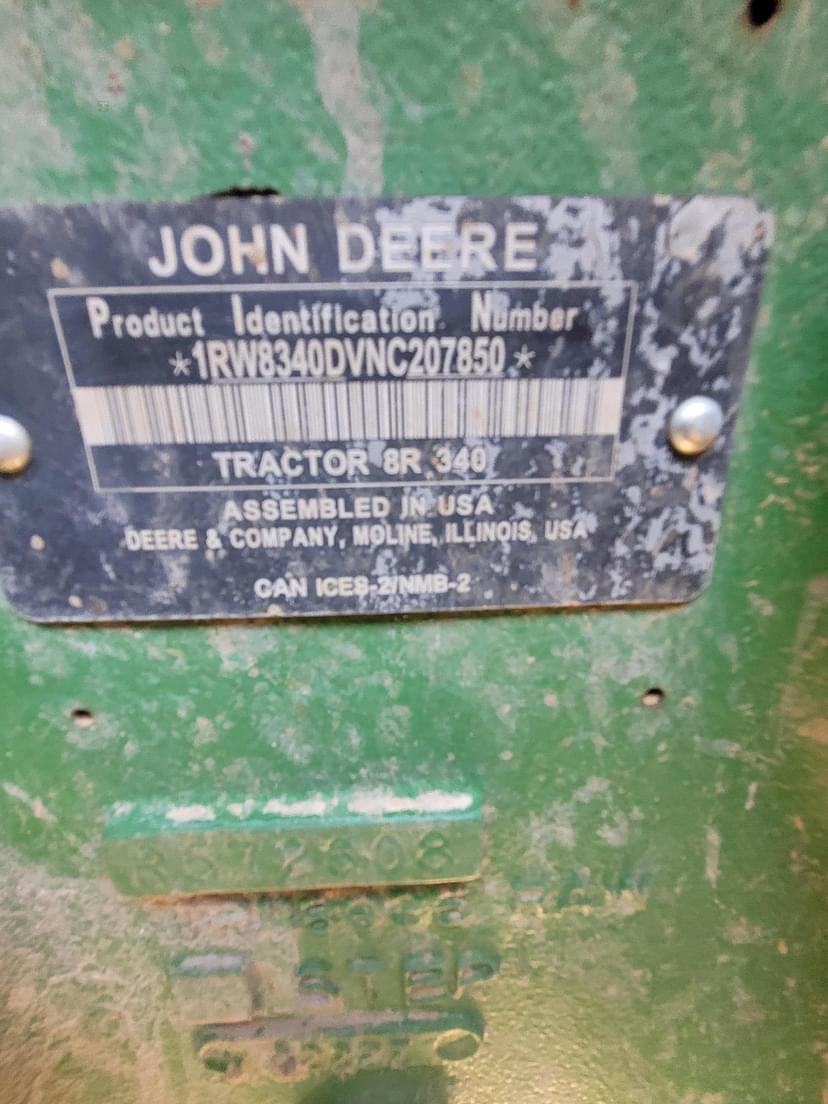 JOHN DEERE
Product Identification Number
*1RW8340DVNC207850*
TRACTOR 8R 340
ASSEMBLED IN USA
DEERE & COMPANY, MOLINE, ILLINOIS, USA
CAN ICES-2/NMB-2